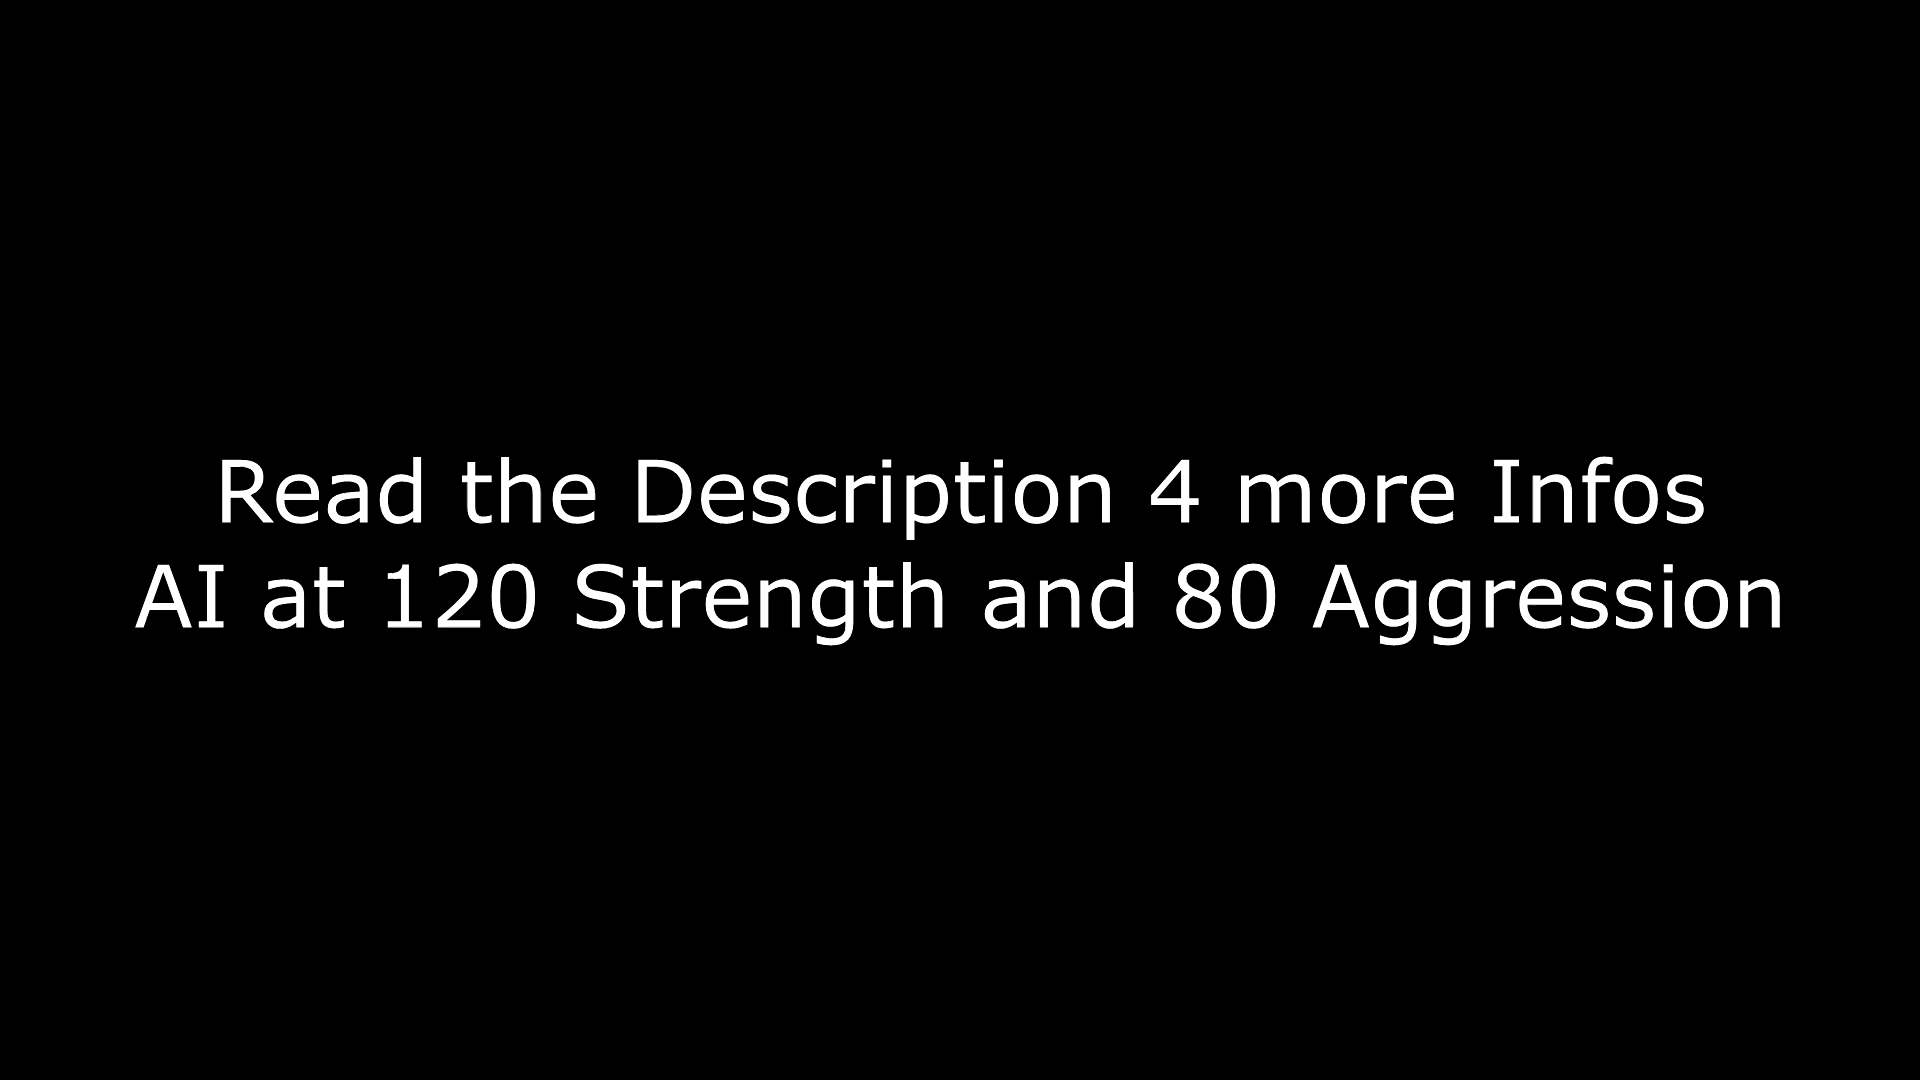 Read the Description 4 more Infos
AI at 120 Strength and 80 Aggression